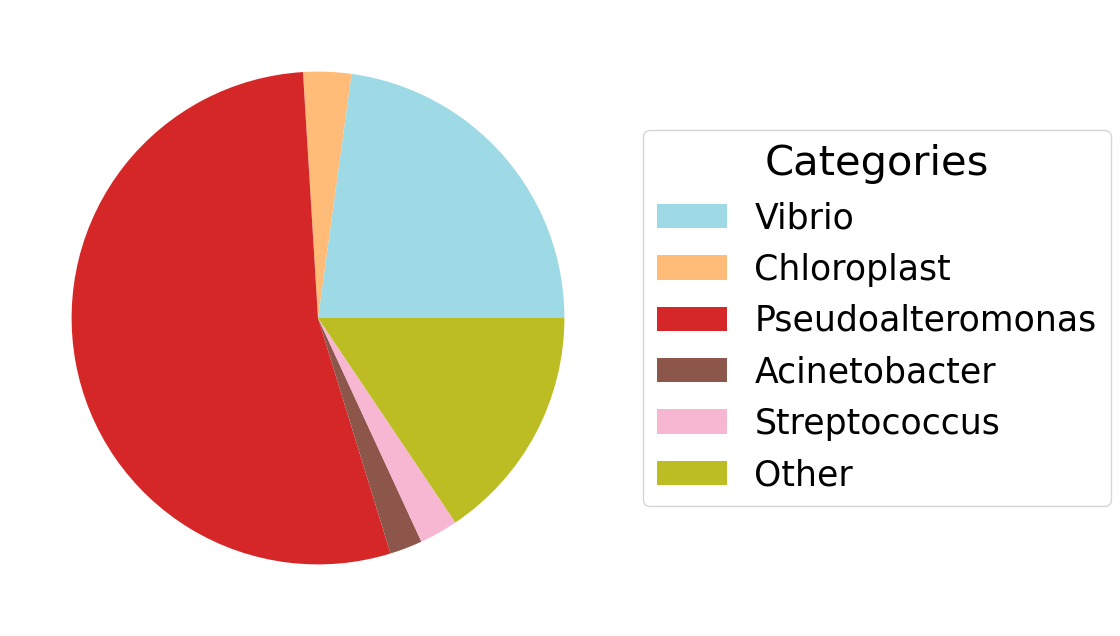 Categories
Vibrio
Chloroplast
Pseudoalteromonas
Acinetobacter
Streptococcus
Other